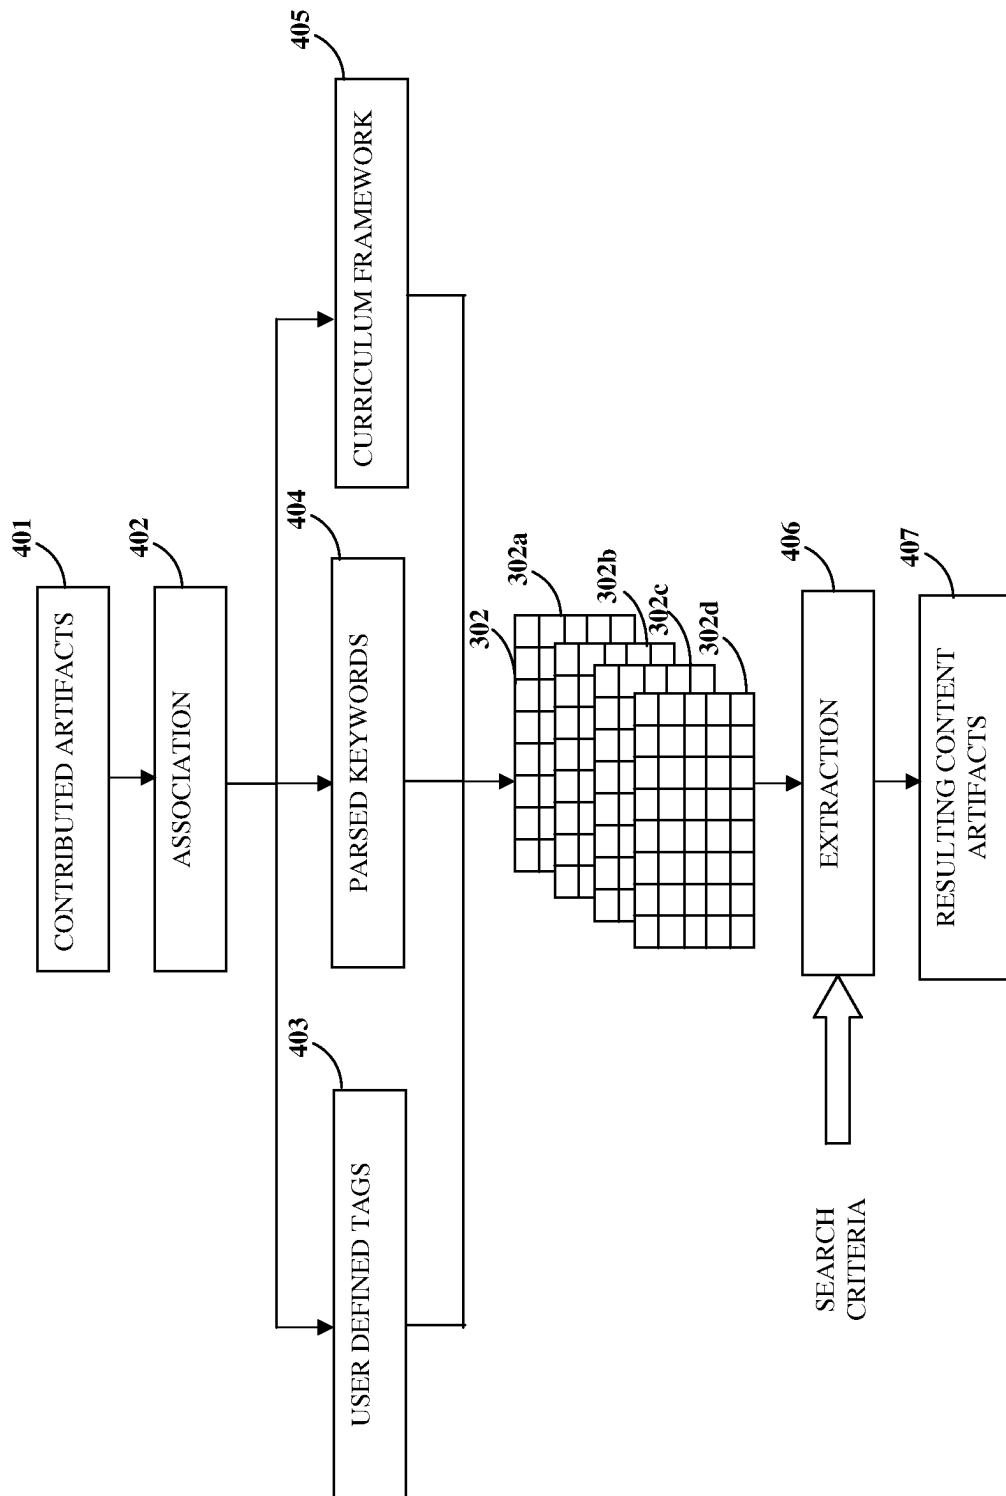 CONTRIBUTED ARTIFACTS
401
ASSOCIATION
402
USER DEFINED TAGS
403
PARSED KEYWORDS
404
CURRICULUM FRAMEWORK
405
302
302a
302b
302c
302d
SEARCH
CRITERIA
EXTRACTION
406
RESULTING CONTENT
ARTIFACTS
407